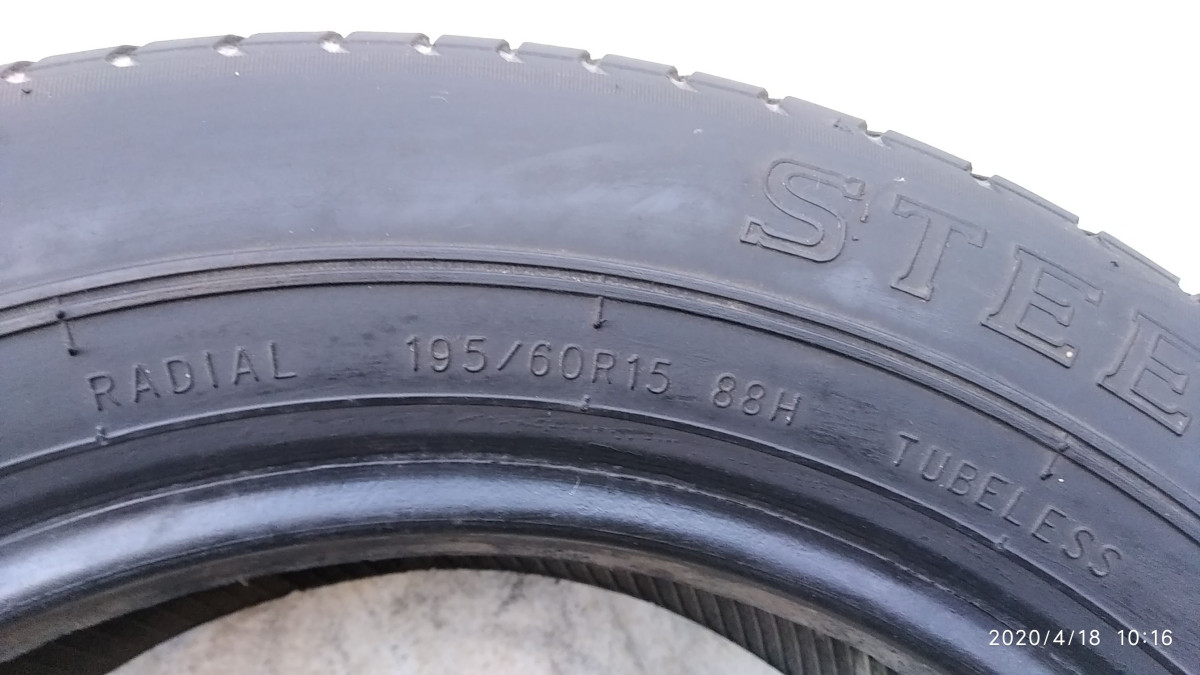 STEE
RADIAL 195/60R15 88H TUBELESS
2020/4/18 10:16